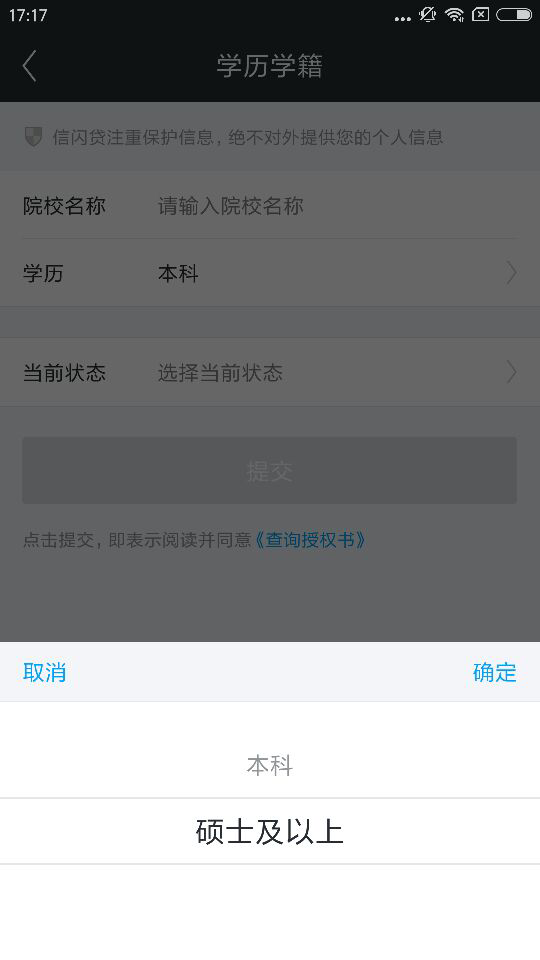 17:17
学历学籍
信闪贷注重保护信息，绝不对外提供您的个人信息
院校名称 请输入院校名称
学历 本科
当前状态 选择当前状态
提交
点击提交，即表示阅读并同意《查询授权书》
取消 确定
本科
硕士及以上